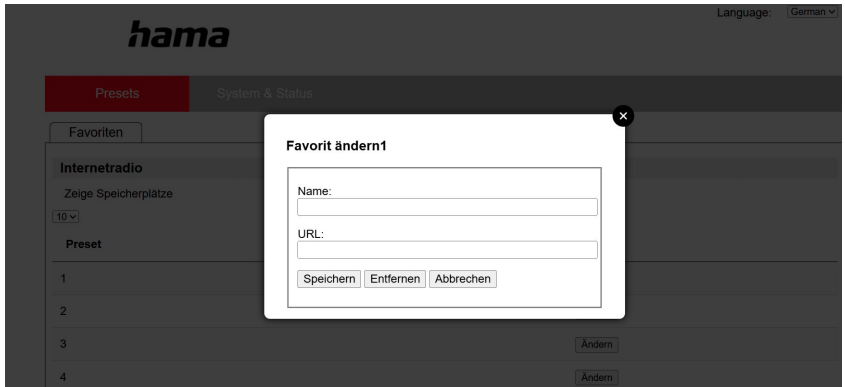 Language: German
hama
Presets System & Status
Favoriten
Internetradio
Zeige Speicherplätze
10
Preset
1
2
3 Ändern
4 Ändern
Favorit ändern1
Name:
URL:
Speichern Entfernen Abbrechen